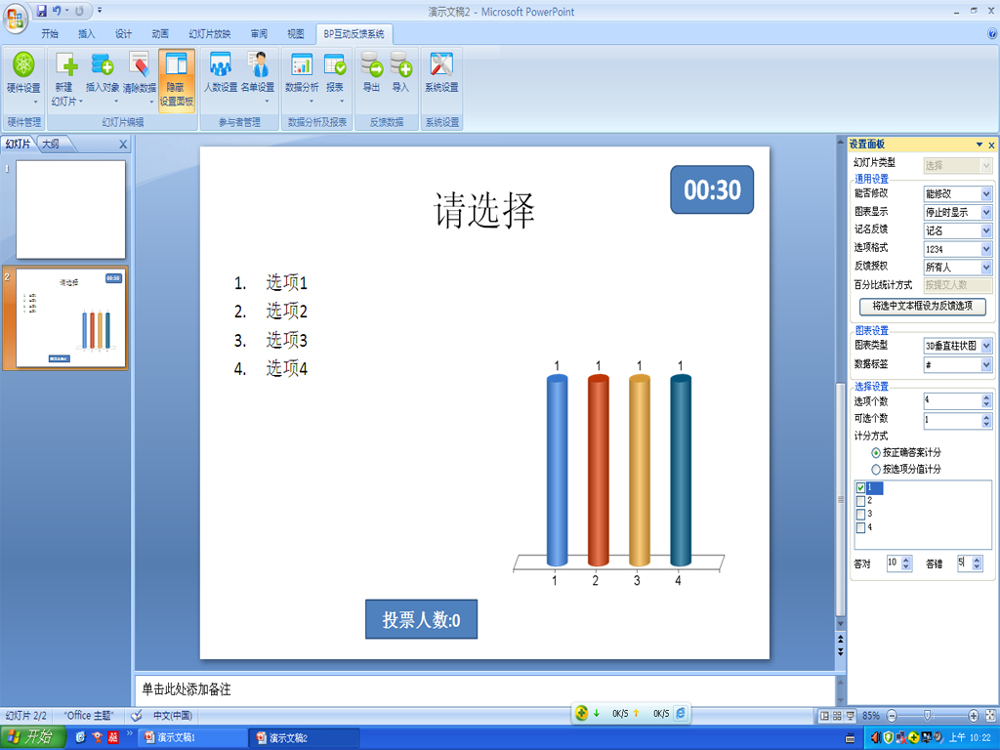 演示文稿2 - Microsoft PowerPoint
开始 插入 设计 动画 幻灯片放映 审阅 视图 BP互动反馈系统
硬件设置 新建 幻灯片 插入对象 清除数据 隐藏 设置面板 人数设置 名单设置 数据分析 报表 导出 导入 系统设置
硬件管理 幻灯片编辑 参与者管理 数据分析及报表 反馈数据 系统设置
幻灯片 大纲 X
1
2
请选择
00:30
1. 选项1
2. 选项2
3. 选项3
4. 选项4
1 1 1 1
1 2 3 4
投票人数:0
单击此处添加备注
设置面板
幻灯片类型 选择
通用设置
能否修改 能修改
图表显示 停止时显示
记名反馈 记名
选项格式 1234
反馈授权 所有人
百分比统计方式 按提交人数
将选中文本框设为反馈选项
图表设置
图表类型 3D垂直柱状图
数据标签 #
选择设置
选项个数 4
可选个数 1
计分方式
按正确答案计分
按选项分值计分
1
2
3
4
答对 10 答错 5
幻灯片 2/2 "Office 主题" 中文(中国) 0K/S 0K/S 85%
开始 演示文稿1 演示文稿2 上午 10:22